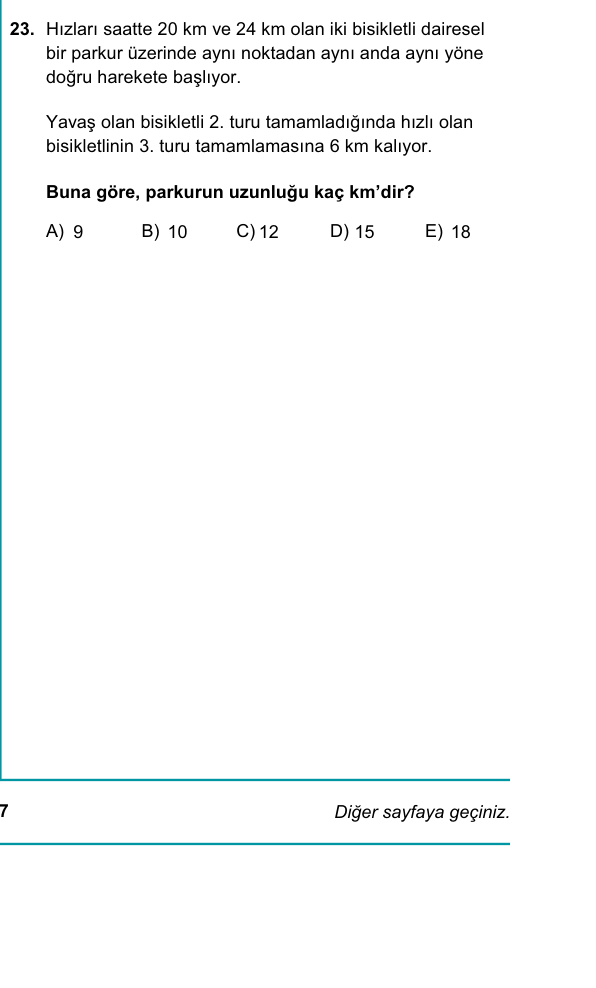 23. Hızları saatte 20 km ve 24 km olan iki bisikletli dairesel
bir parkur üzerinde aynı noktadan aynı anda aynı yöne
doğru harekete başlıyor.
Yavaş olan bisikletli 2. turu tamamladığında hızlı olan
bisikletlinin 3. turu tamamlamasına 6 km kalıyor.
Buna göre, parkurun uzunluğu kaç km’dir?
A) 9 B) 10 C) 12 D) 15 E) 18
7 Diğer sayfaya geçiniz.